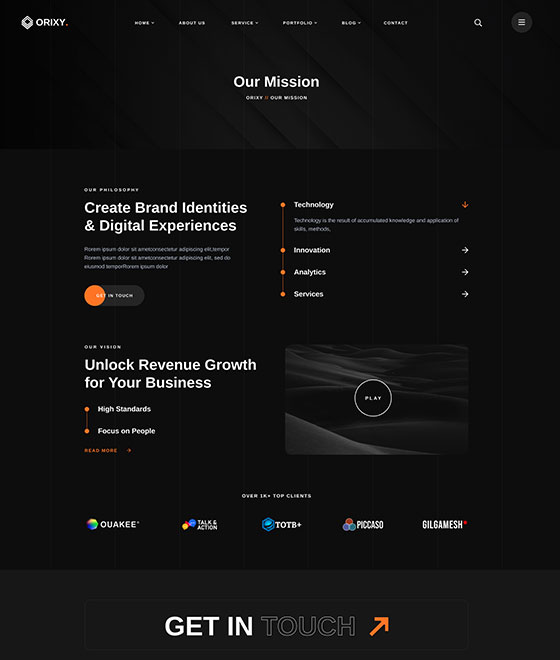 ORIXY.
HOME
ABOUT US
SERVICE
PORTFOLIO
BLOG
CONTACT
Our Mission
ORIXY // OUR MISSION
OUR PHILOSOPHY
Create Brand Identities
& Digital Experiences
Rorem ipsum dolor sit ametconsectetur adipiscing elit,tempor
Rorem ipsum dolor sit ametconsectetur adipiscing elit, sed do
eiusmod temporRorem ipsum dolor
GET IN TOUCH
Technology
Technology is the result of accumulated knowledge and application of
skills, methods,
Innovation
Analytics
Services
OUR VISION
Unlock Revenue Growth
for Your Business
High Standards
Focus on People
READ MORE
PLAY
OVER 1K+ TOP CLIENTS
OUAKEE
TALK &
ACTION
TOTB+
PICCASO
GILGAMESH
GET IN TOUCH